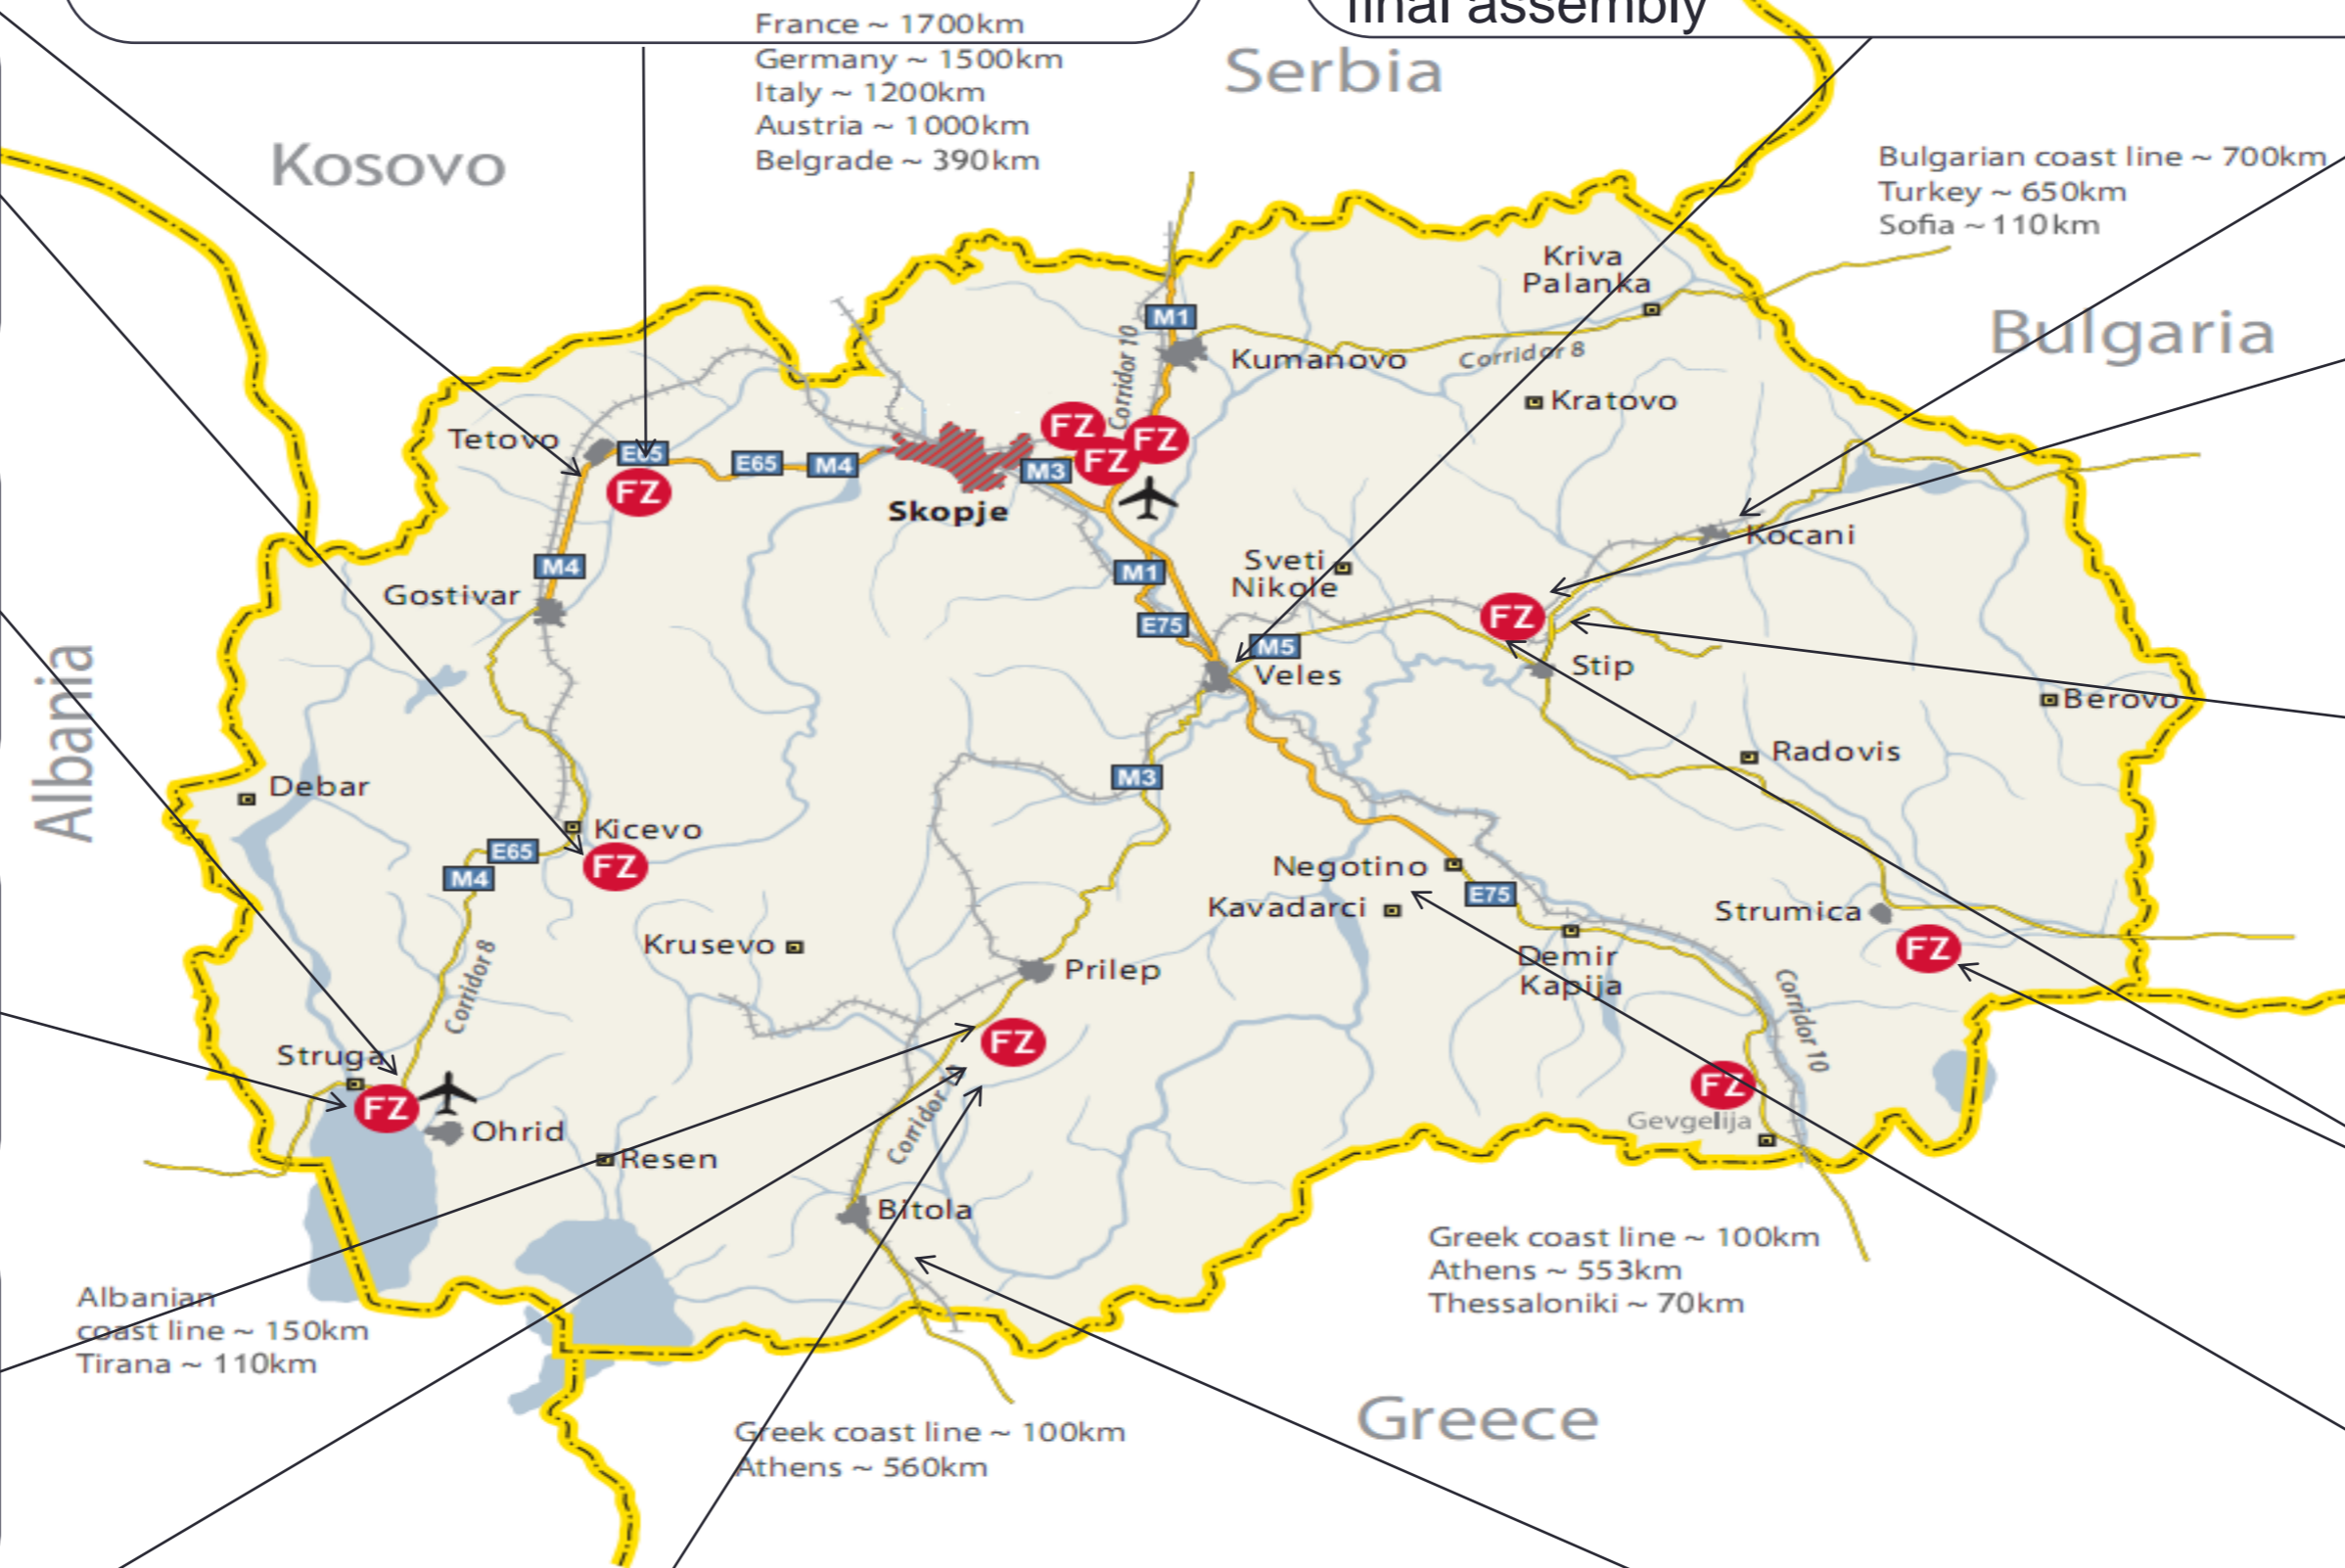 final assembly
France ~ 1700km
Germany ~ 1500km
Italy ~ 1200km
Austria ~ 1000km
Belgrade ~ 390km
Serbia
Kosovo
Bulgarian coast line ~ 700km
Turkey ~ 650km
Sofia ~ 110km
Kriva
Palanka
M1
Corridor 10
Kumanovo
Corridor 8
Bulgaria
Kratovo
Tetovo
E65
FZ
E65
M4
Skopje
M3
FZ
FZ
FZ
Kocani
M4
Gostivar
M1
Sveti
Nikole
E75
M5
Veles
FZ
Stip
Albania
Berovo
Debar
M3
Radovis
Kicevo
E65
FZ
M4
Negotino
Kavadarci
E75
Strumica
FZ
Krusevo
Corridor 8
Prilep
Demir
Kapija
Corridor 10
Struga
FZ
Ohrid
FZ
Corridor
Resen
FZ
Gevgelija
Bitola
Greek coast line ~ 100km
Athens ~ 553km
Thessaloniki ~ 70km
Albanian
coast line ~ 150km
Tirana ~ 110km
Greece
Greek coast line ~ 100km
Athens ~ 560km